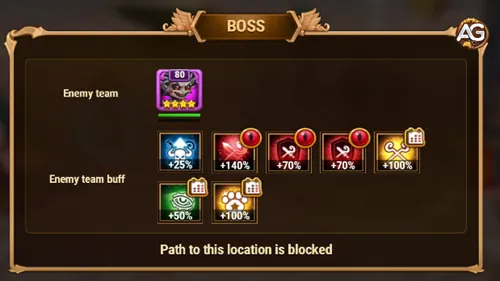 BOSS
AG
Enemy team
80
Enemy team buff
+25%
+140%
+70%
+70%
+100%
+50%
+100%
Path to this location is blocked